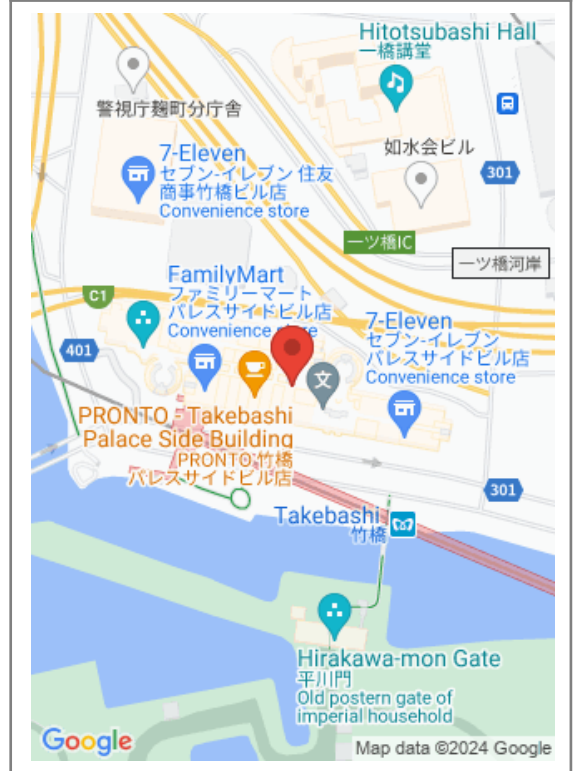 Hitotsubashi Hall
一橋講堂
警視庁麹町分庁舎
如水会ビル
7-Eleven
セブン-イレブン 住友
商事竹橋ビル店
Convenience store
301
一ツ橋IC
一ツ橋河岸
FamilyMart
ファミリーマート
パレスサイドビル店
Convenience store
C1
7-Eleven
セブン-イレブン
パレスサイドビル店
Convenience store
401
文
PRONTO - Takebashi
Palace Side Building
PRONTO 竹橋
パレスサイドビル店
301
Takebashi
竹橋
Hirakawa-mon Gate
平川門
Old postern gate of
imperial household
Google
Map data ©2024 Google